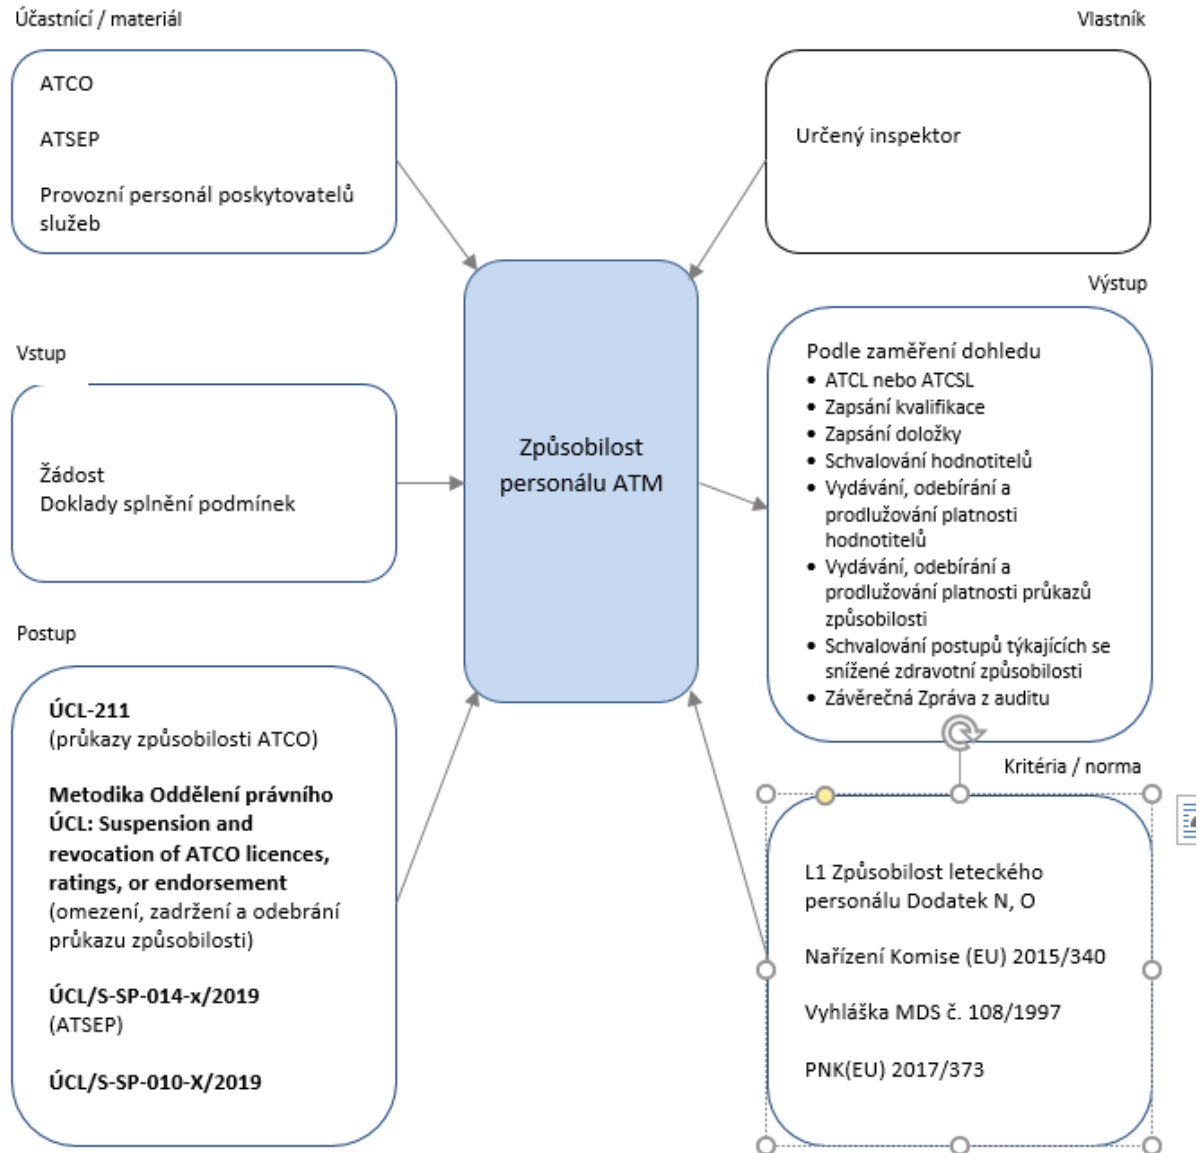 Účastnící / materiál
ATCO
ATSEP
Provozní personál poskytovatelů
služeb
Vlastník
Určený inspektor
Vstup
Žádost
Doklady splnění podmínek
Způsobilost
personálu ATM
Výstup
Podle zaměření dohledu
• ATCL nebo ATCSL
• Zapsání kvalifikace
• Zapsání doložky
• Schvalování hodnotitelů
• Vydávání, odebírání a
prodlužování platnosti
hodnotitelů
• Vydávání, odebírání a
prodlužování platnosti průkazů
způsobilosti
• Schvalování postupů týkajících se
snížené zdravotní způsobilosti
• Závěrečná Zpráva z auditu
Postup
ÚCL-211
(průkazy způsobilosti ATCO)
Metodika Oddělení právního
ÚCL: Suspension and
revocation of ATCO licences,
ratings, or endorsement
(omezení, zadržení a odebrání
průkazu způsobilosti)
ÚCL/S-SP-014-x/2019
(ATSEP)
ÚCL/S-SP-010-X/2019
Kritéria / norma
L1 Způsobilost leteckého
personálu Dodatek N, O
Nařízení Komise (EU) 2015/340
Vyhláška MDS č. 108/1997
PNK(EU) 2017/373